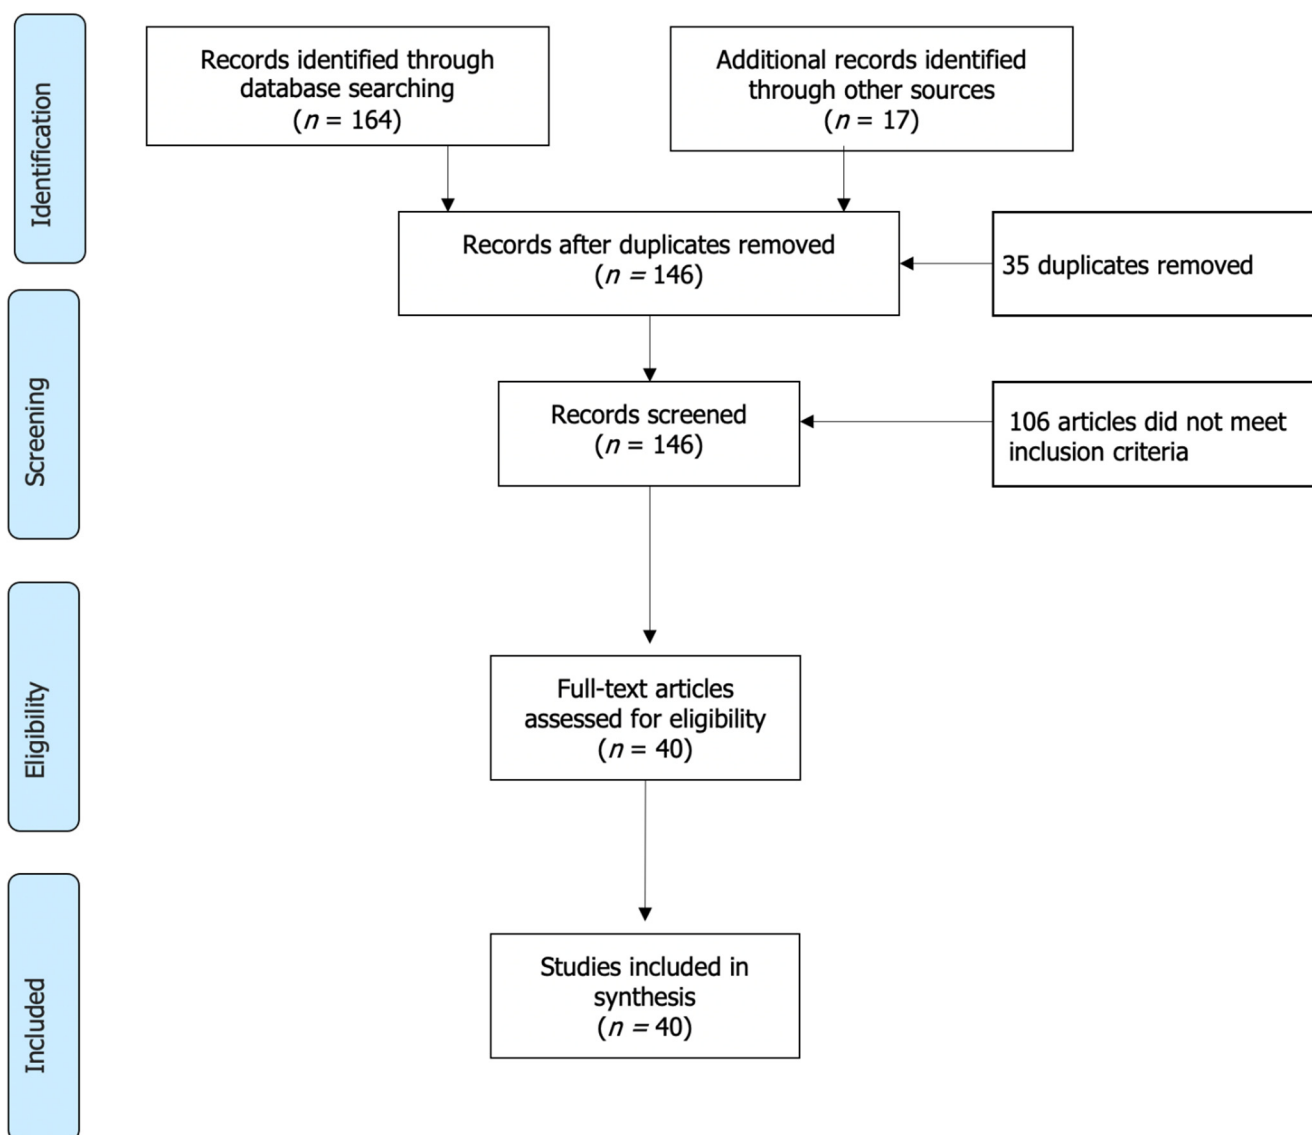 Identification
Records identified through
database searching
(n = 164)
Additional records identified
through other sources
(n = 17)
Records after duplicates removed
(n = 146)
35 duplicates removed
Screening
Records screened
(n = 146)
106 articles did not meet
inclusion criteria
Eligibility
Full-text articles
assessed for eligibility
(n = 40)
Included
Studies included in
synthesis
(n = 40)